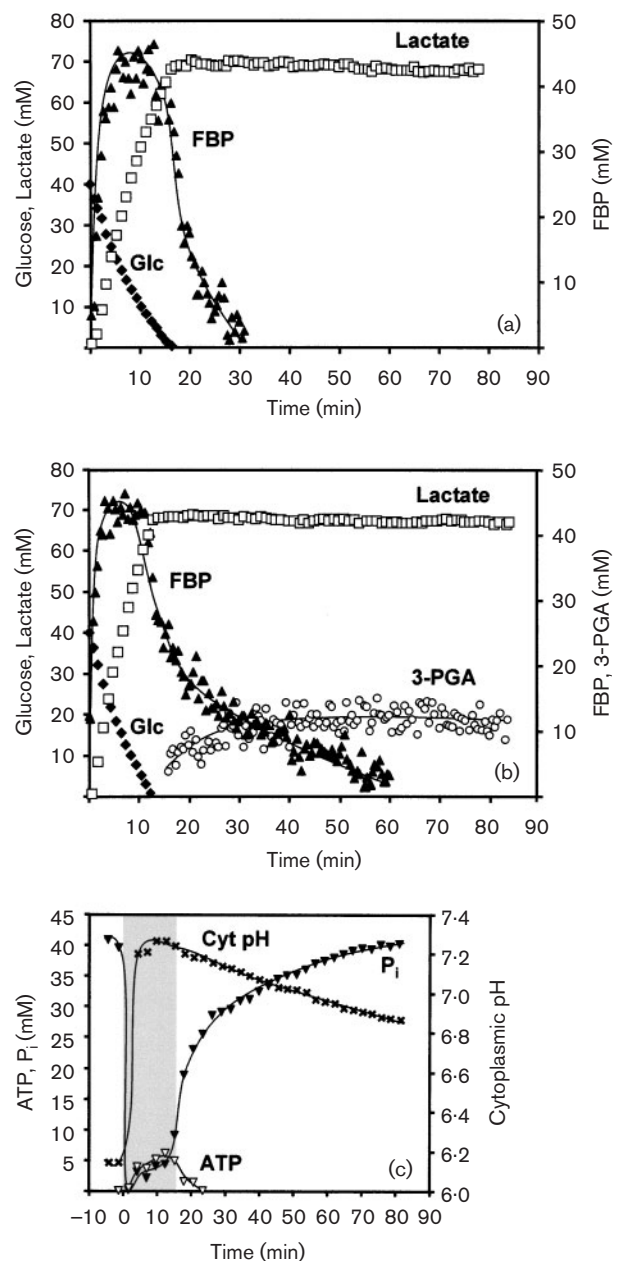 80
70
60
50
40
30
20
10
Glucose, Lactate (mM)
50
40
30
20
10
FBP (mM)
Lactate
FBP
Glc
(a)
10 20 30 40 50 60 70 80 90
Time (min)
80
70
60
50
40
30
20
10
Glucose, Lactate (mM)
50
40
30
20
10
FBP, 3-PGA (mM)
Lactate
FBP
3-PGA
Glc
(b)
0 10 20 30 40 50 60 70 80 90
Time (min)
45
40
35
30
25
20
15
10
5
ATP, Pi (mM)
7·4
7·2
7·0
6·8
6·6
6·4
6·2
6·0
Cytoplasmic pH
Cyt pH
Pi
ATP
(c)
–10 0 10 20 30 40 50 60 70 80 90
Time (min)